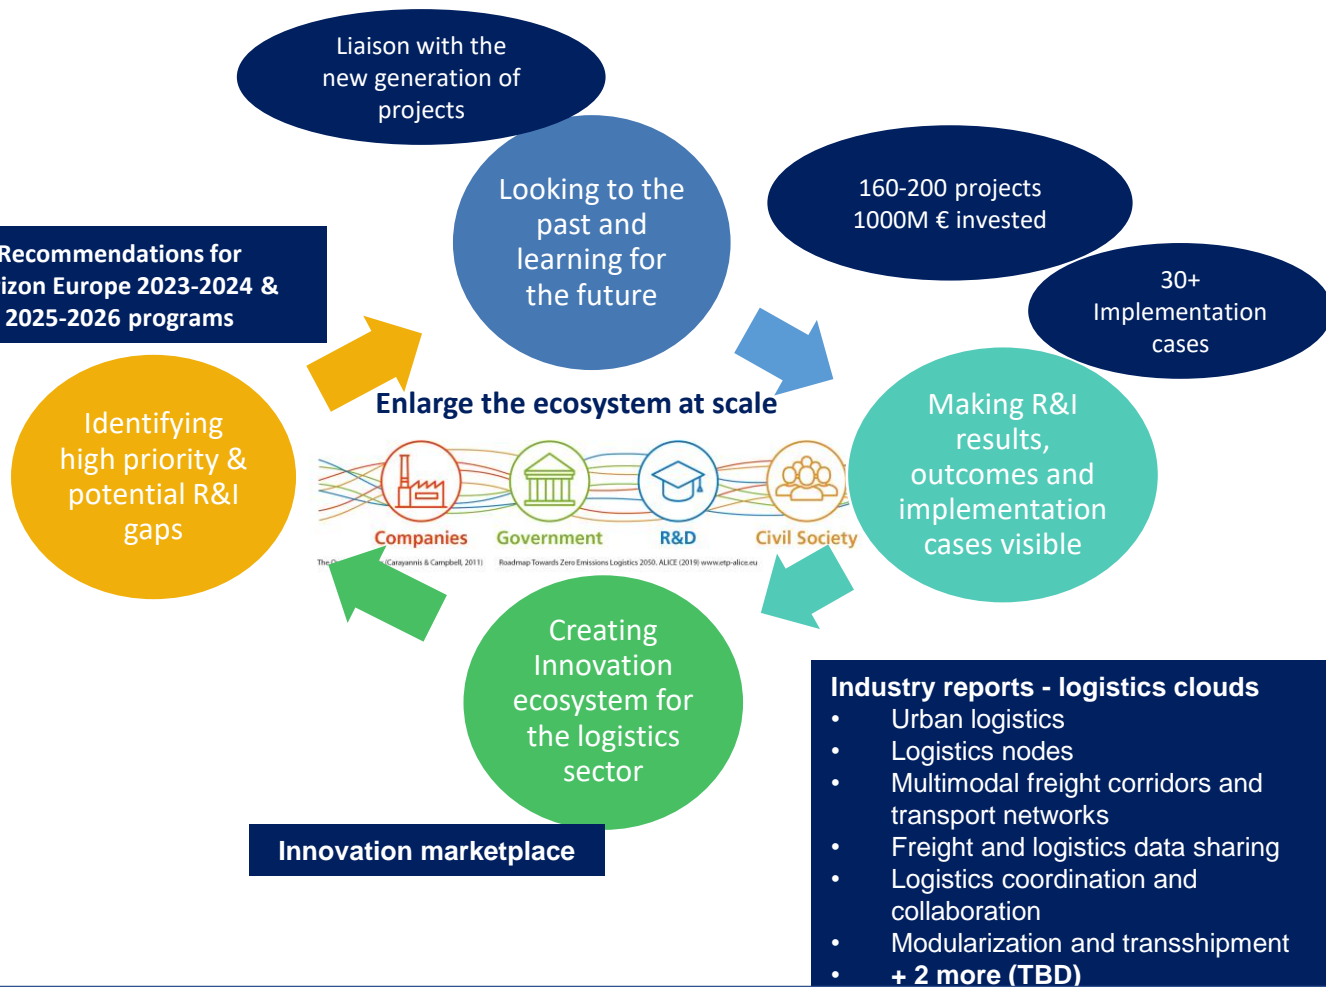 Liaison with the
new generation of
projects
Looking to the
past and
learning for
the future
160-200 projects
1000M € invested
30+
Implementation
cases
Recommendations for
Europe 2023-2024 &
2025-2026 programs
Identifying
high priority &
potential R&I
gaps
Enlarge the ecosystem at scale
Companies
Government
R&D
Civil Society
The (Carayannis & Campbell, 2011)
Roadmap Towards Zero Emissions Logistics 2050. ALICE (2019) www.etp-alice.eu
Making R&I
results,
outcomes and
implementation
cases visible
Creating
Innovation
ecosystem for
the logistics
sector
Innovation marketplace
Industry reports - logistics clouds
• Urban logistics
• Logistics nodes
• Multimodal freight corridors and
transport networks
• Freight and logistics data sharing
• Logistics coordination and
collaboration
• Modularization and transshipment
• + 2 more (TBD)